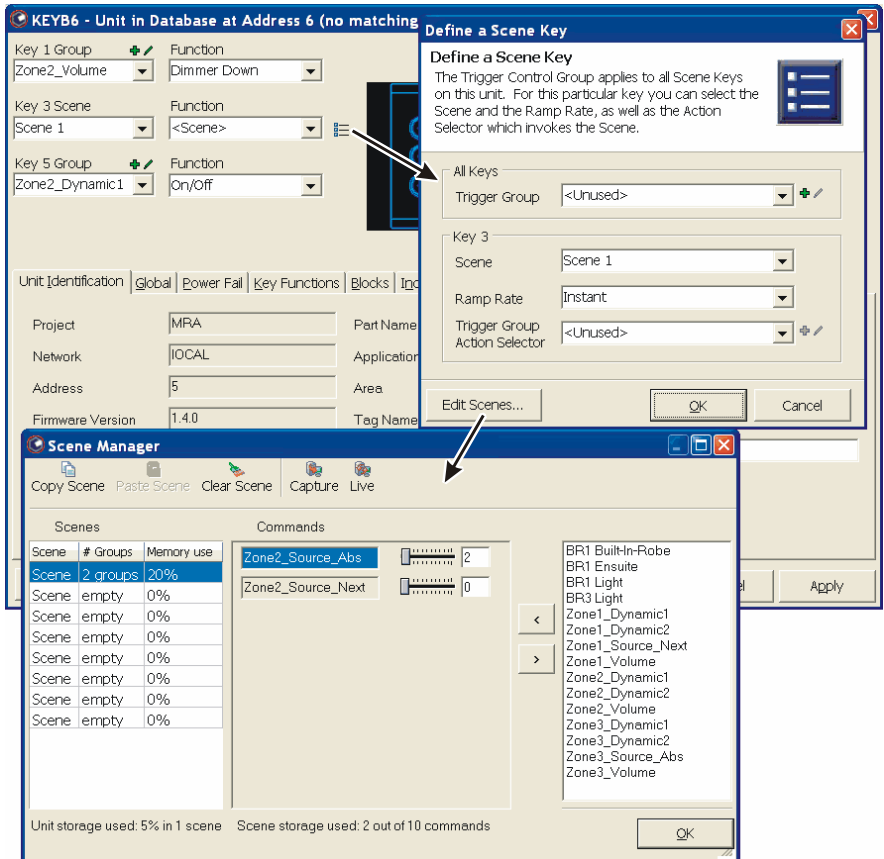 KEYB6 - Unit in Database at Address 6 (no matching
Key 1 Group
Function
Zone2_Volume
Dimmer Down
Key 3 Scene
Function
Scene 1
<Scene>
Key 5 Group
Function
Zone2_Dynamic1
On/Off
Unit Identification
Global
Power Fail
Key Functions
Blocks
Project
MRA
Part Name
Network
IOCAL
Application
Address
5
Area
Firmware Version
1.4.0
Tag Name
Apply
Define a Scene Key
Define a Scene Key
The Trigger Control Group applies to all Scene Keys
on this unit. For this particular key you can select the
Scene and the Ramp Rate, as well as the Action
Selector which invokes the Scene.
All Keys
Trigger Group
<Unused>
Key 3
Scene
Scene 1
Ramp Rate
Instant
Trigger Group
Action Selector
<Unused>
Edit Scenes...
OK
Cancel
Scene Manager
Copy Scene
Paste Scene
Clear Scene
Capture
Live
Scenes
Commands
Scene # Groups Memory use
Scene 2 groups 20%
Scene empty 0%
Scene empty 0%
Scene empty 0%
Scene empty 0%
Scene empty 0%
Scene empty 0%
Scene empty 0%
Zone2_Source_Abs 2
Zone2_Source_Next 0
<
>
BR1 Built-In-Robe
BR1 Ensuite
BR1 Light
BR3 Light
Zone1_Dynamic1
Zone1_Dynamic2
Zone1_Source_Next
Zone1_Volume
Zone2_Dynamic1
Zone2_Dynamic2
Zone2_Volume
Zone3_Dynamic1
Zone3_Dynamic2
Zone3_Source_Abs
Zone3_Volume
Unit storage used: 5% in 1 scene
Scene storage used: 2 out of 10 commands
OK